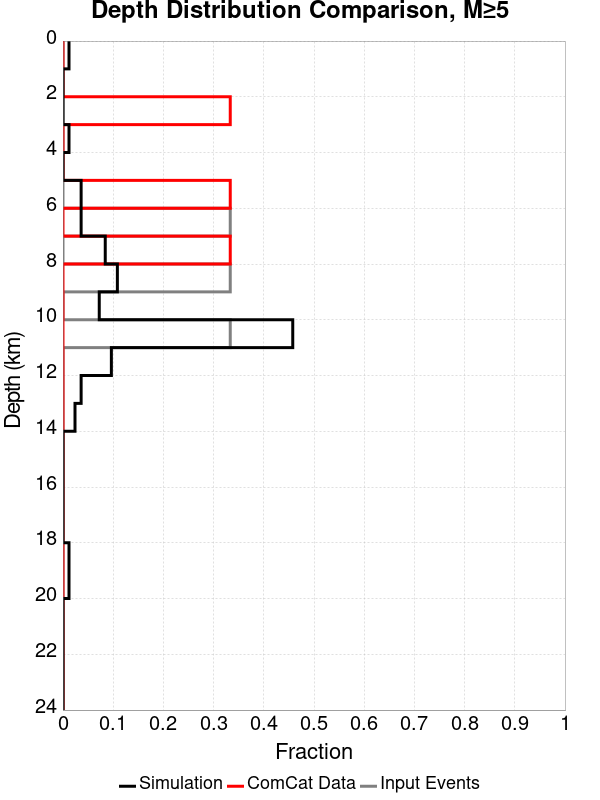 Depth Distribution Comparison, M≥5
0
2
4
6
8
10
12
14
16
18
20
22
24
Depth (km)
0 0.1 0.2 0.3 0.4 0.5 0.6 0.7 0.8 0.9 1
Fraction
Simulation ComCat Data Input Events